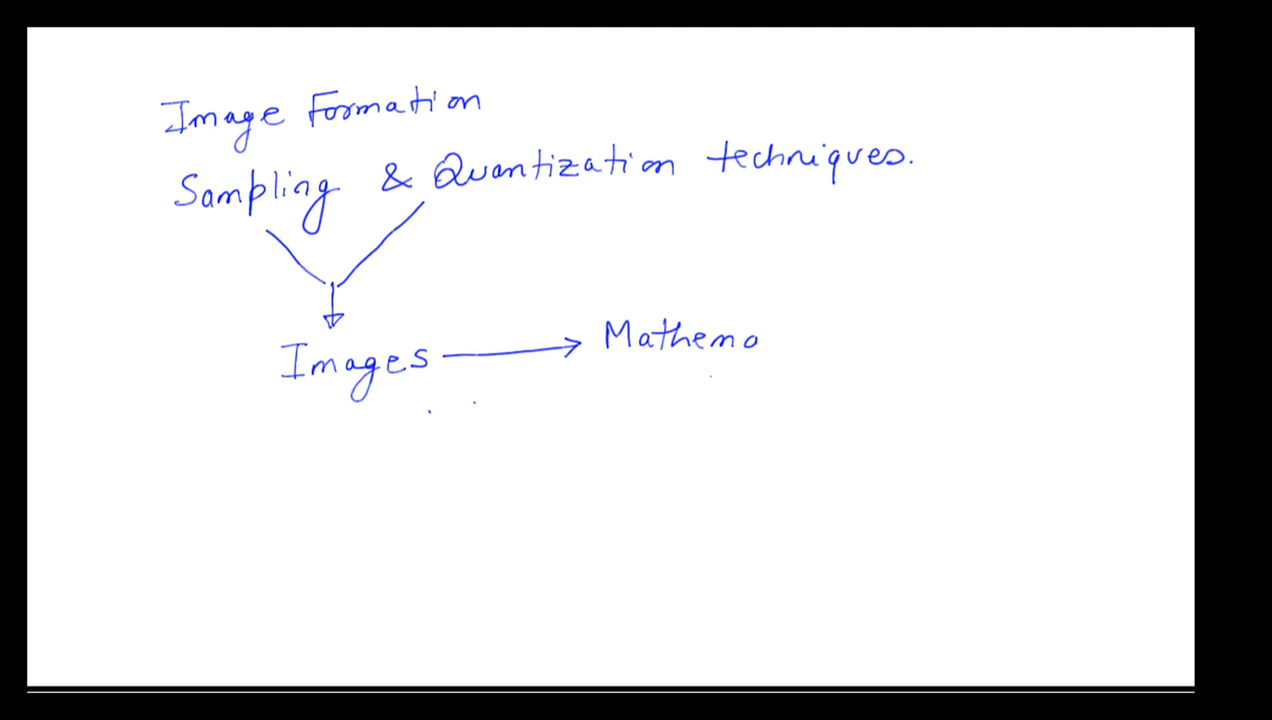 Image Formation
Sampling & Quantization techniques.
Images → Mathema